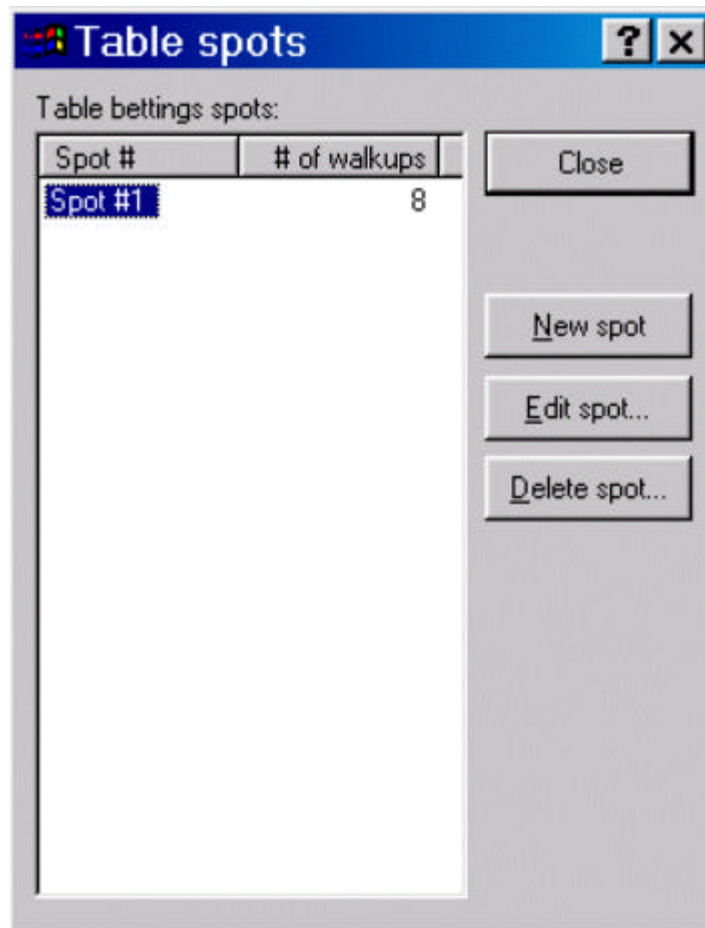 Table spots
Table bettings spots:
Spot # # of walkups
Spot #1 8
Close
New spot
Edit spot...
Delete spot...